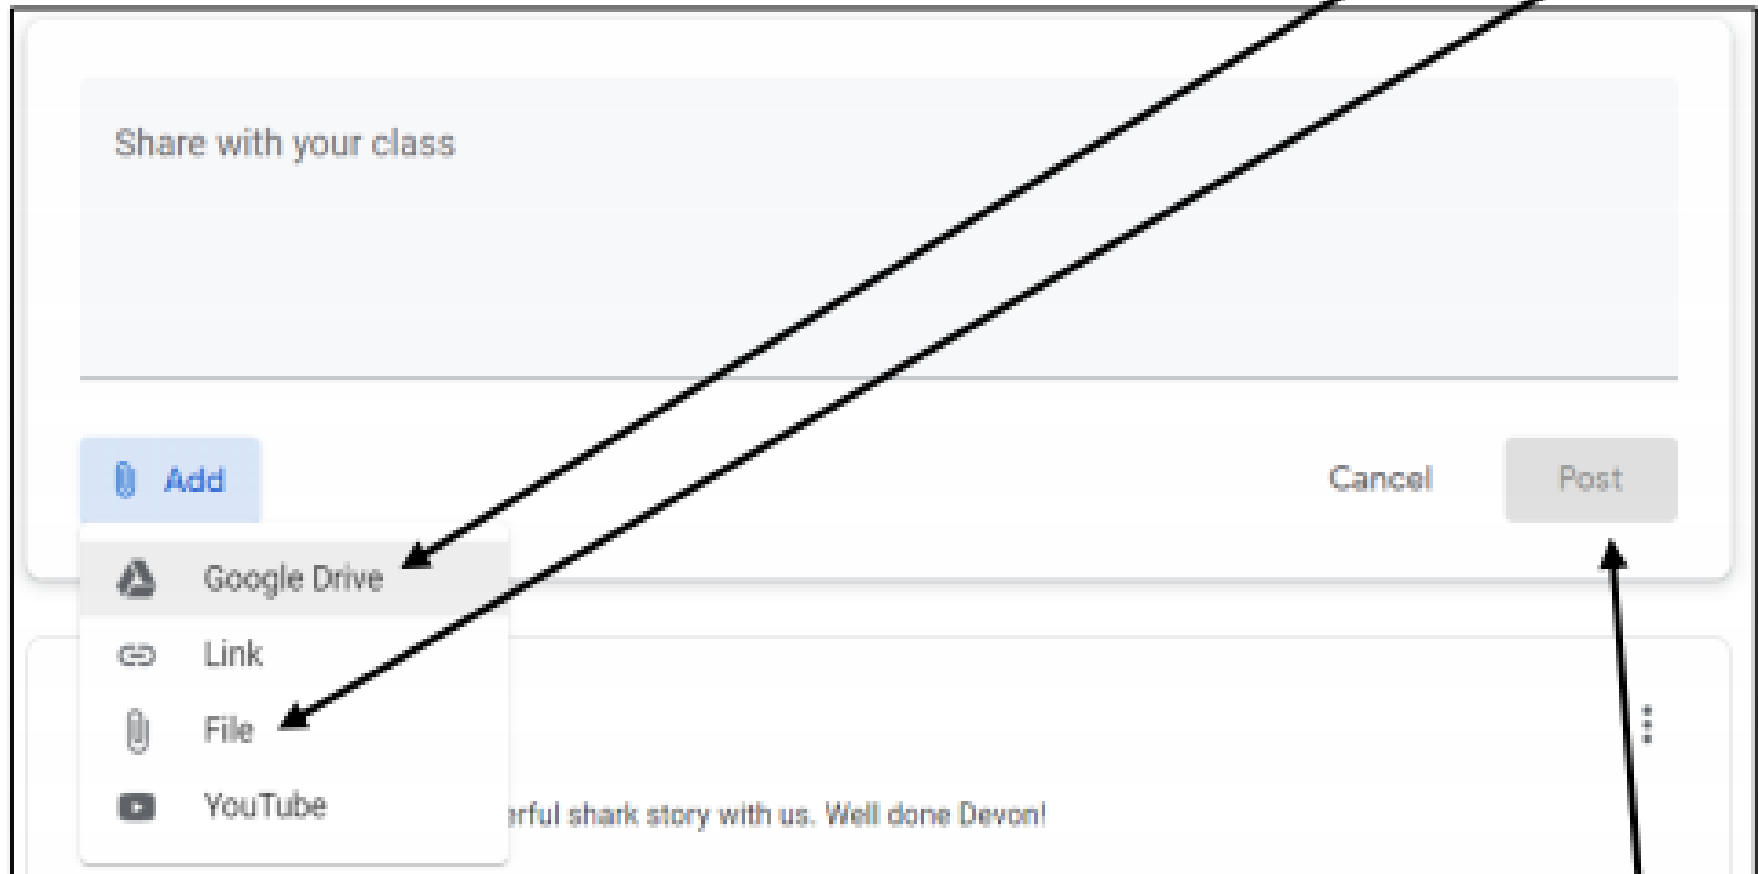 Share with your class
Add
Cancel
Post
Google Drive
Link
File
YouTube
shark story with us. Well done Devon!